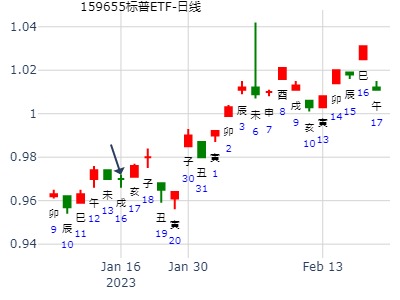 159655标普ETF-日线
1.04
1.02
1
0.98
0.96
0.94
卯 9
辰 10
巳 11
午 12
未 13
戌 16
亥 17
子 18
丑 19
寅 20
子 30
丑 31
寅 1
卯 2
辰 3
未 6
申 7
酉 8
戌 9
亥 10
寅 13
卯 14
辰 15
巳 16
午 17
Jan 16
2023
Jan 30
Feb 13